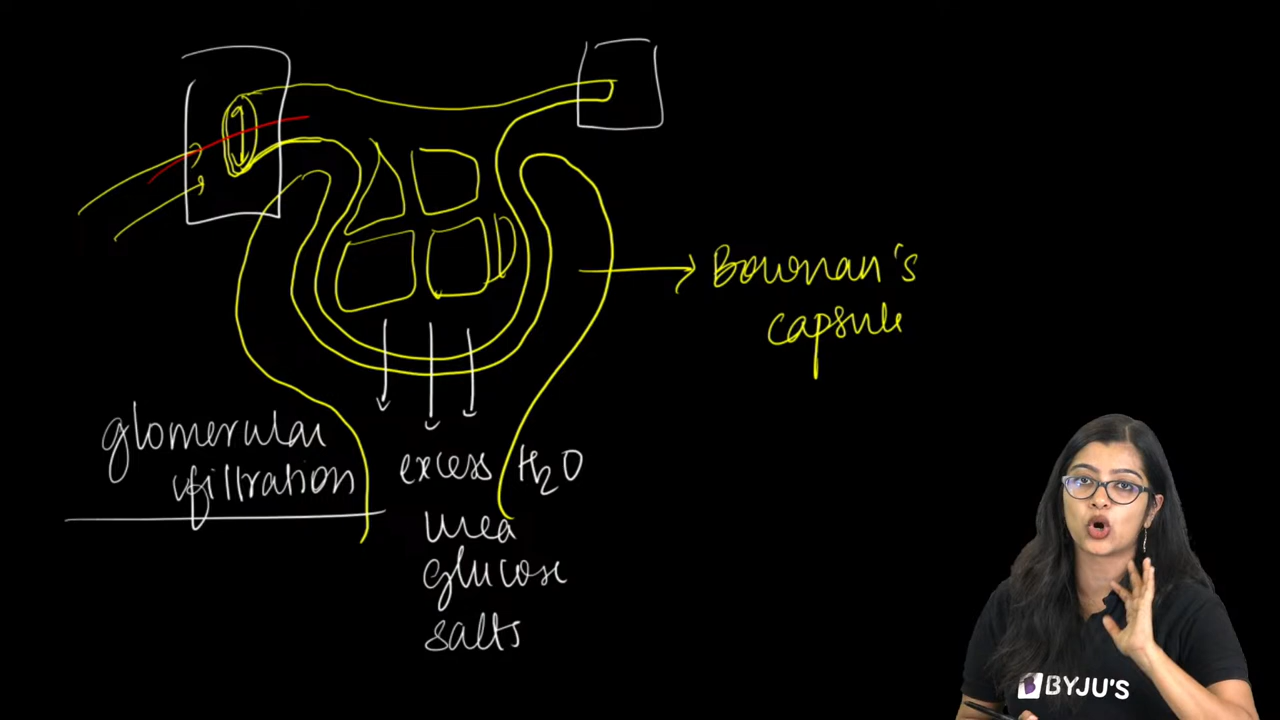 Bowman's
capsule
glomerular
filtration
excess H2O
urea
glucose
salts
BYJU'S